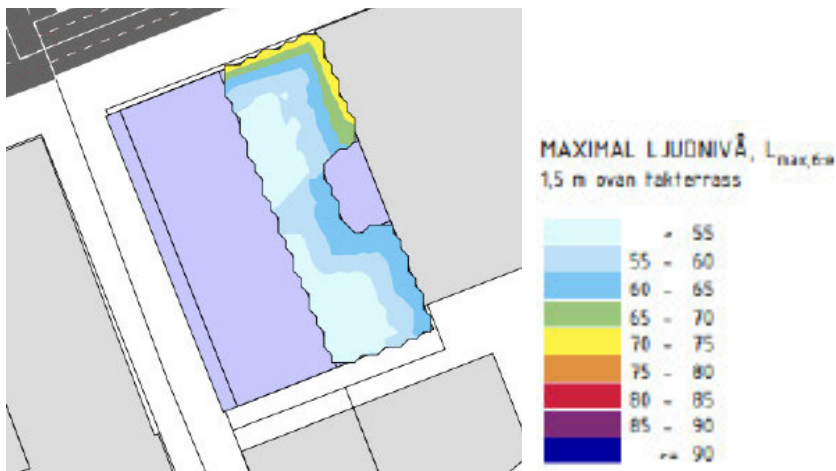 MAXIMAL LJUDNIVÅ, L
1,5 m ovan takterrass
55
55 - 60
60 - 65
65 - 70
70 - 75
75 - 80
80 - 85
85 - 90
90